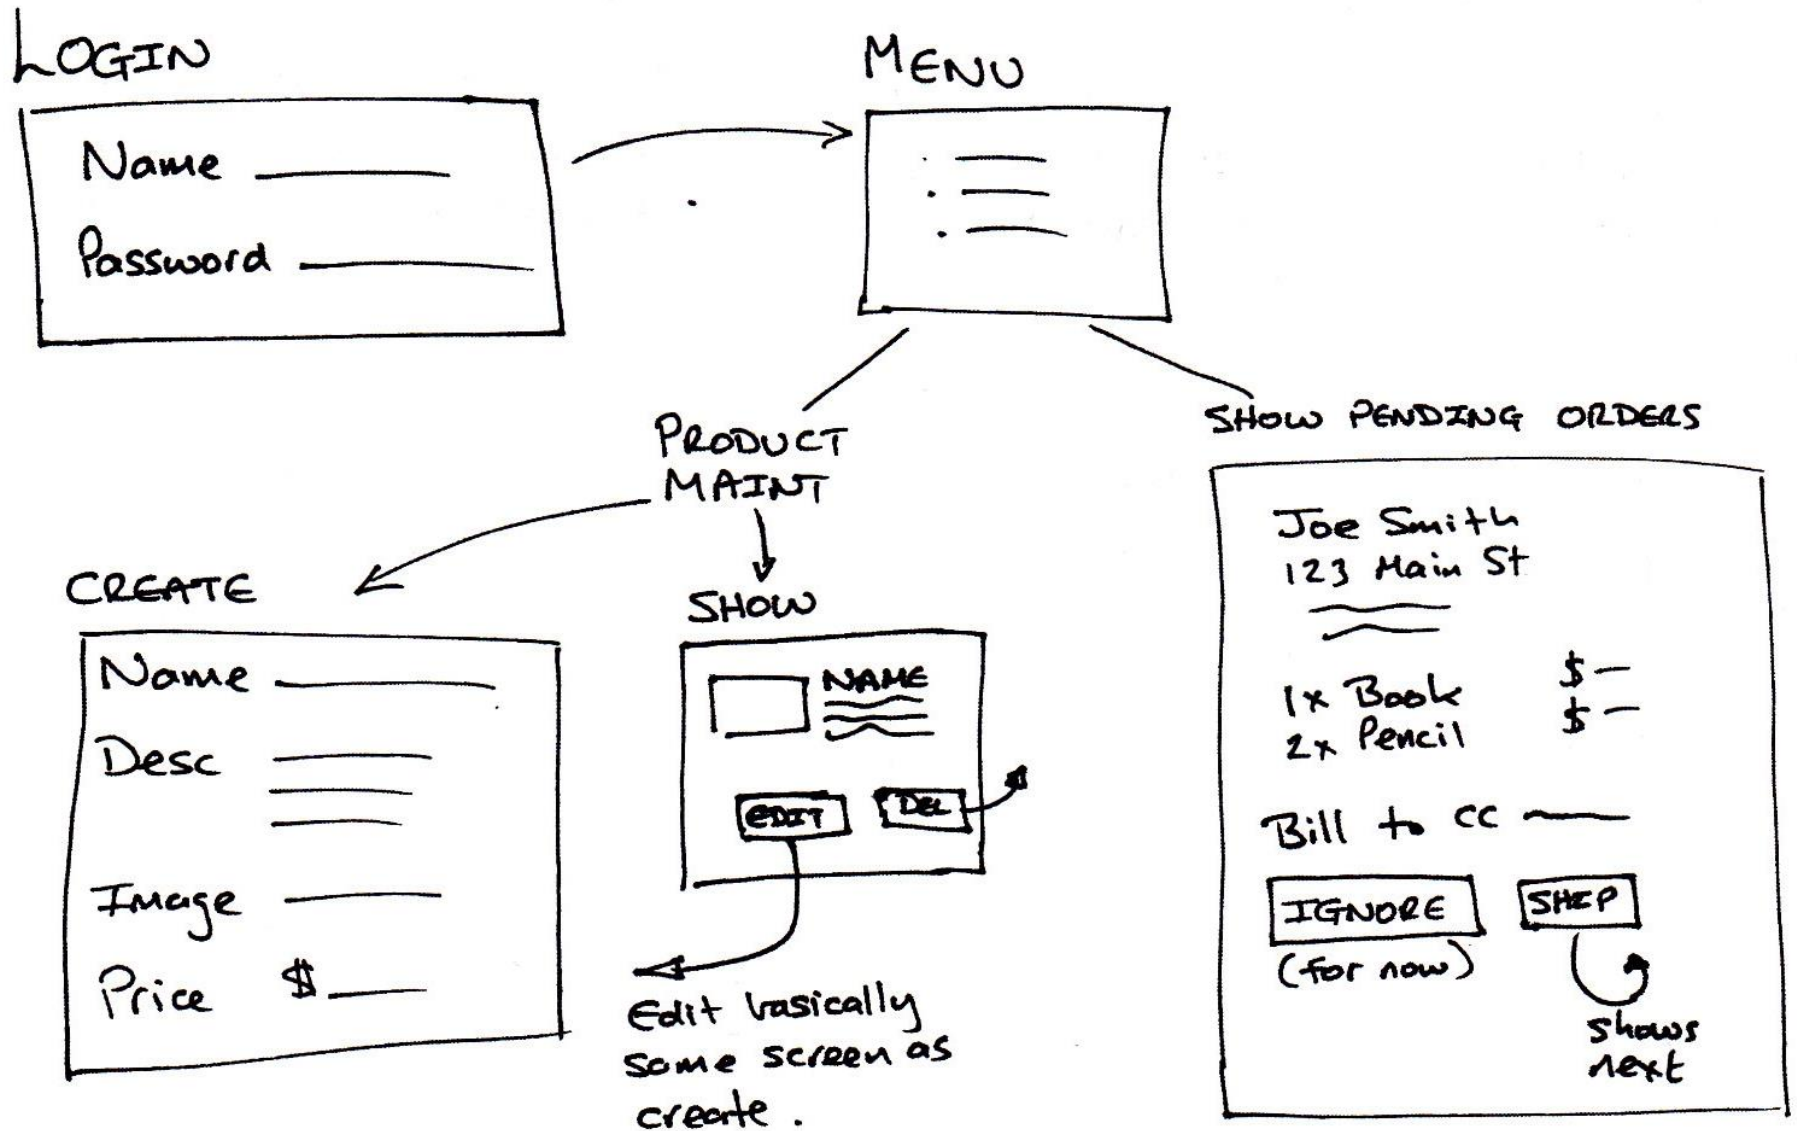 LOGIN
Name
Password
MENU
PRODUCT
MAINT
SHOW PENDING ORDERS
CREATE
Name
Desc
Image
Price $
SHOW
NAME
EDIT
DEL
Edit basically
same screen as
create.
Joe Smith
123 Main St
1x Book $
2x Pencil $
Bill to CC
IGNORE
(for now)
SHIP
shows
next